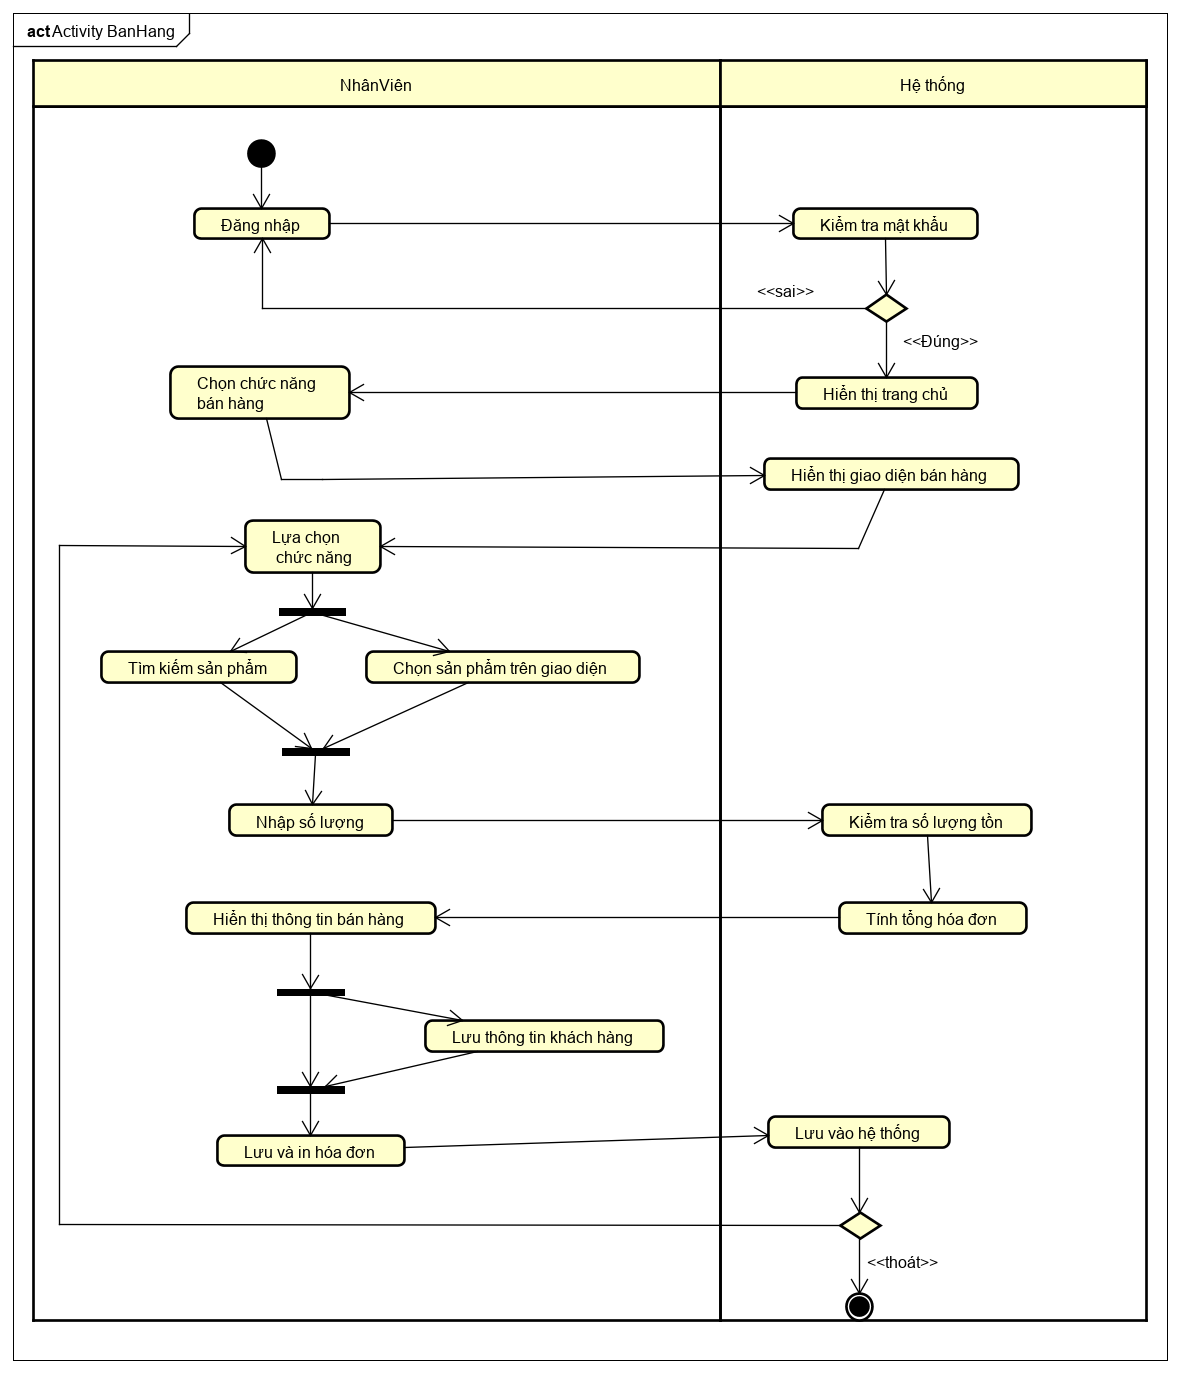 act Activity BanHang
NhânViên
Hệ thống
Đăng nhập
Kiểm tra mật khẩu
<<sai>>
<<Đúng>>
Chọn chức năng
bán hàng
Hiển thị trang chủ
Hiển thị giao diện bán hàng
Lựa chọn
chức năng
Tìm kiếm sản phẩm
Chọn sản phẩm trên giao diện
Nhập số lượng
Kiểm tra số lượng tồn
Hiển thị thông tin bán hàng
Tính tổng hóa đơn
Lưu thông tin khách hàng
Lưu và in hóa đơn
Lưu vào hệ thống
<<thoát>>